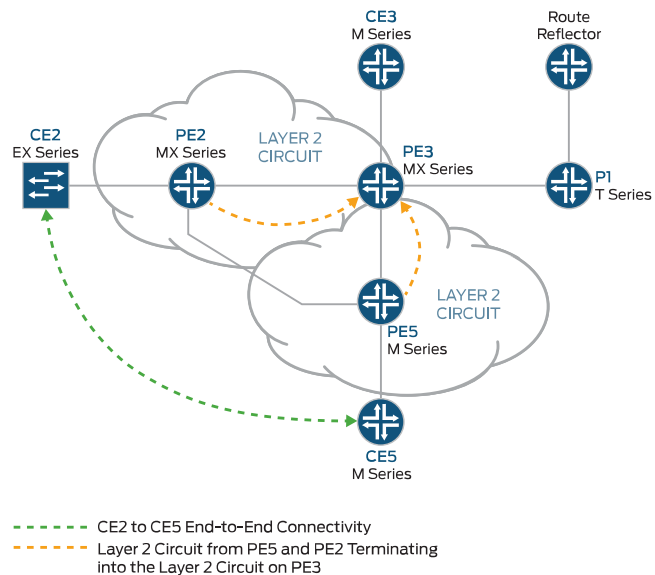 CE3
M Series
Route
Reflector
CE2
EX Series
PE2
MX Series
LAYER 2
CIRCUIT
PE3
MX Series
P1
T Series
LAYER 2
CIRCUIT
PE5
M Series
CE5
M Series
CE2 to CE5 End-to-End Connectivity
Layer 2 Circuit from PE5 and PE2 Terminating
into the Layer 2 Circuit on PE3